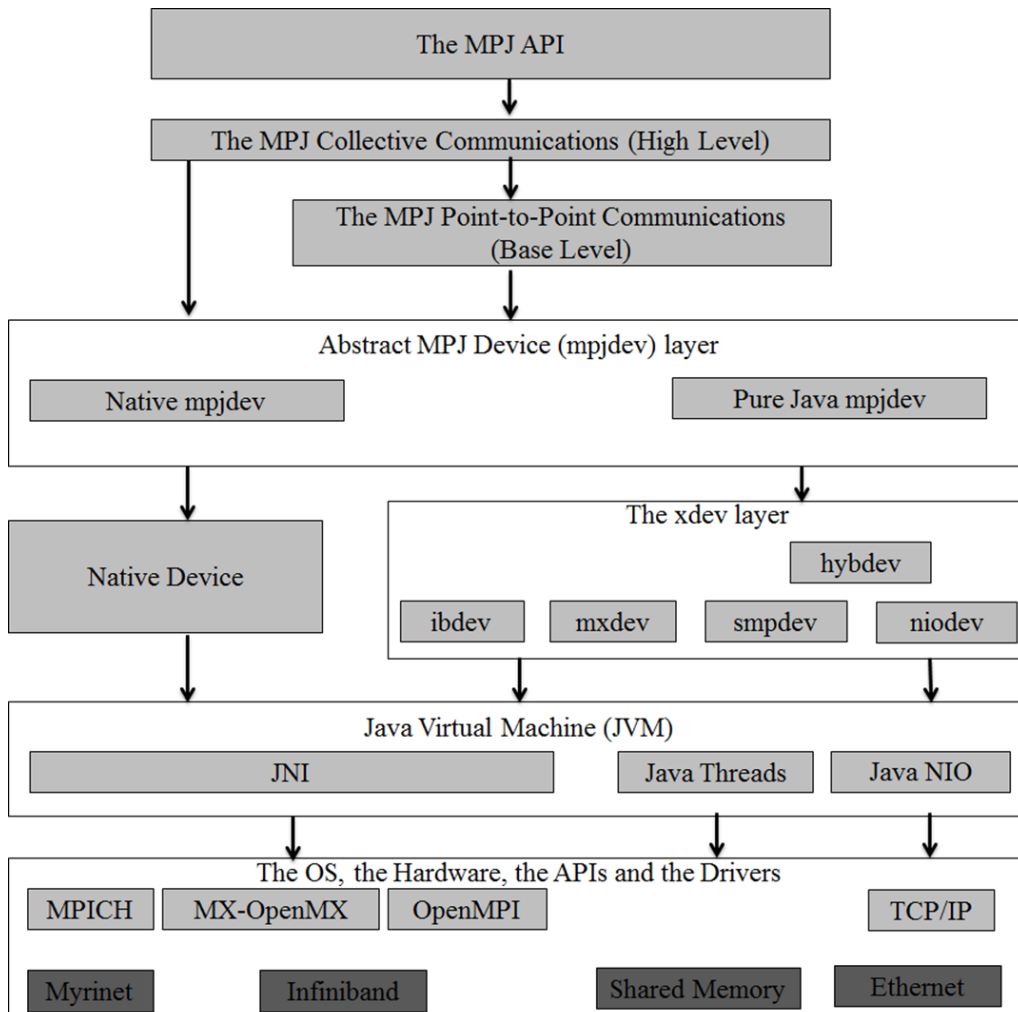 The MPJ API
The MPJ Collective Communications (High Level)
The MPJ Point-to-Point Communications
(Base Level)
Abstract MPJ Device (mpjdev) layer
Native mpjdev
Pure Java mpjdev
The xdev layer
Native Device
hybdev
ibdev
mxdev
smpdev
niodev
Java Virtual Machine (JVM)
JNI
Java Threads
Java NIO
The OS, the Hardware, the APIs and the Drivers
MPICH
MX-OpenMX
OpenMPI
TCP/IP
Myrinet
Infiniband
Shared Memory
Ethernet